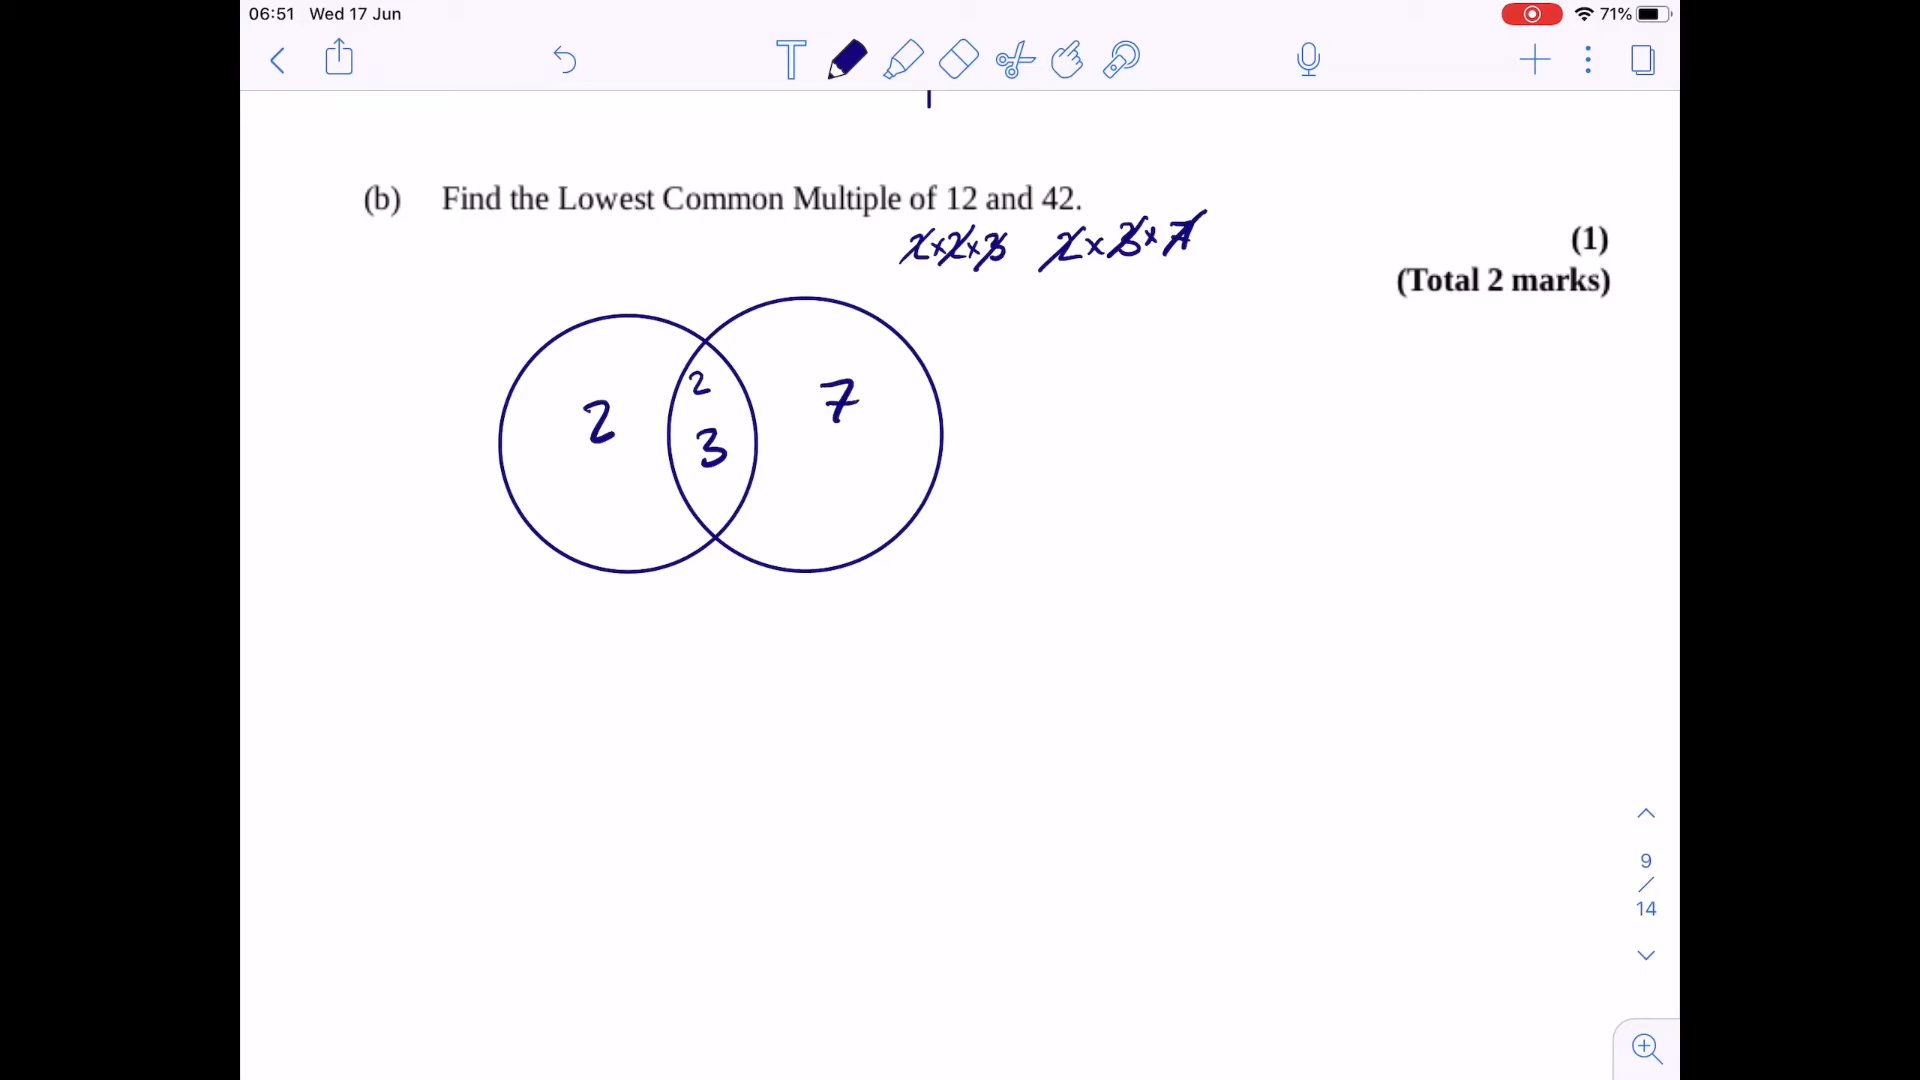 06:51 Wed 17 Jun
71%
T
(b) Find the Lowest Common Multiple of 12 and 42.
2×2×3 2×3×7
(1)
(Total 2 marks)
2
2
3
7
9
/
14